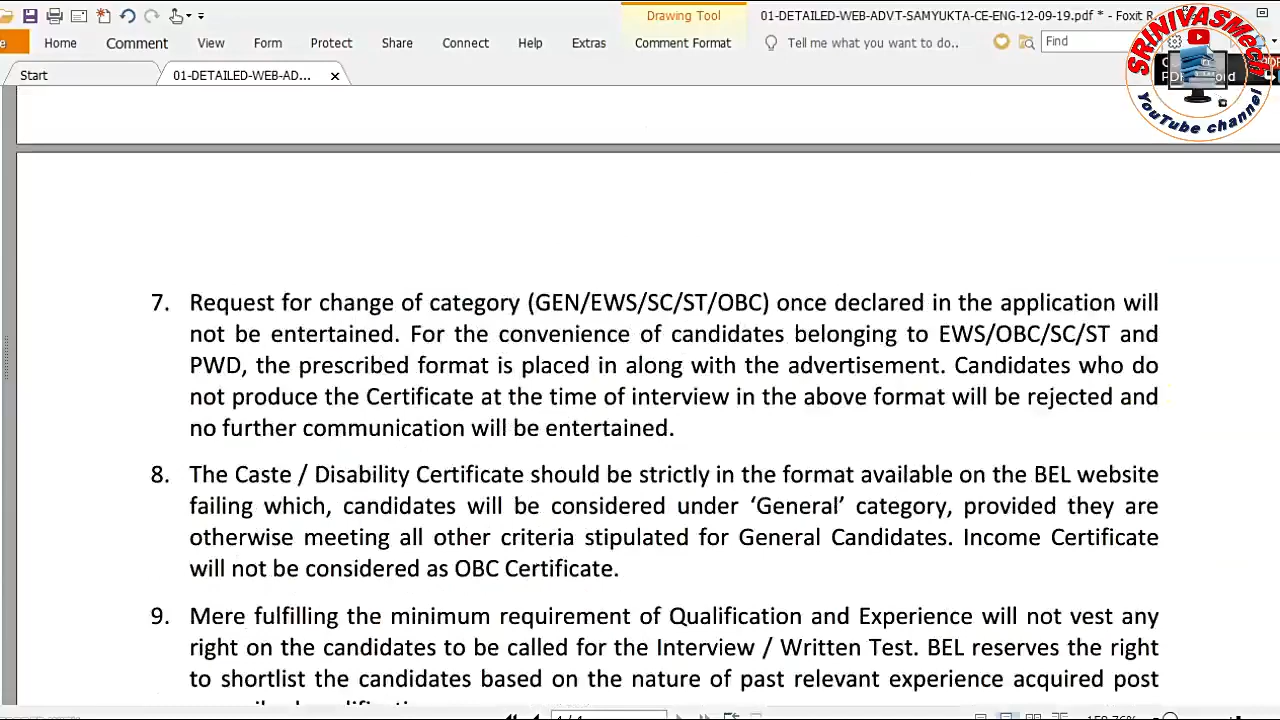 Drawing Tool
01-DETAILED-WEB-ADVT-SAMYUKTA-CE-ENG-12-09-19.pdf * - Foxit R
Home Comment View Form Protect Share Connect Help Extras Comment Format Tell me what you want to do.. Find
Start 01-DETAILED-WEB-AD...
SRINIVASMech
YouTube channel
7. Request for change of category (GEN/EWS/SC/ST/OBC) once declared in the application will
not be entertained. For the convenience of candidates belonging to EWS/OBC/SC/ST and
PWD, the prescribed format is placed in along with the advertisement. Candidates who do
not produce the Certificate at the time of interview in the above format will be rejected and
no further communication will be entertained.
8. The Caste / Disability Certificate should be strictly in the format available on the BEL website
failing which, candidates will be considered under ‘General’ category, provided they are
otherwise meeting all other criteria stipulated for General Candidates. Income Certificate
will not be considered as OBC Certificate.
9. Mere fulfilling the minimum requirement of Qualification and Experience will not vest any
right on the candidates to be called for the Interview / Written Test. BEL reserves the right
to shortlist the candidates based on the nature of past relevant experience acquired post